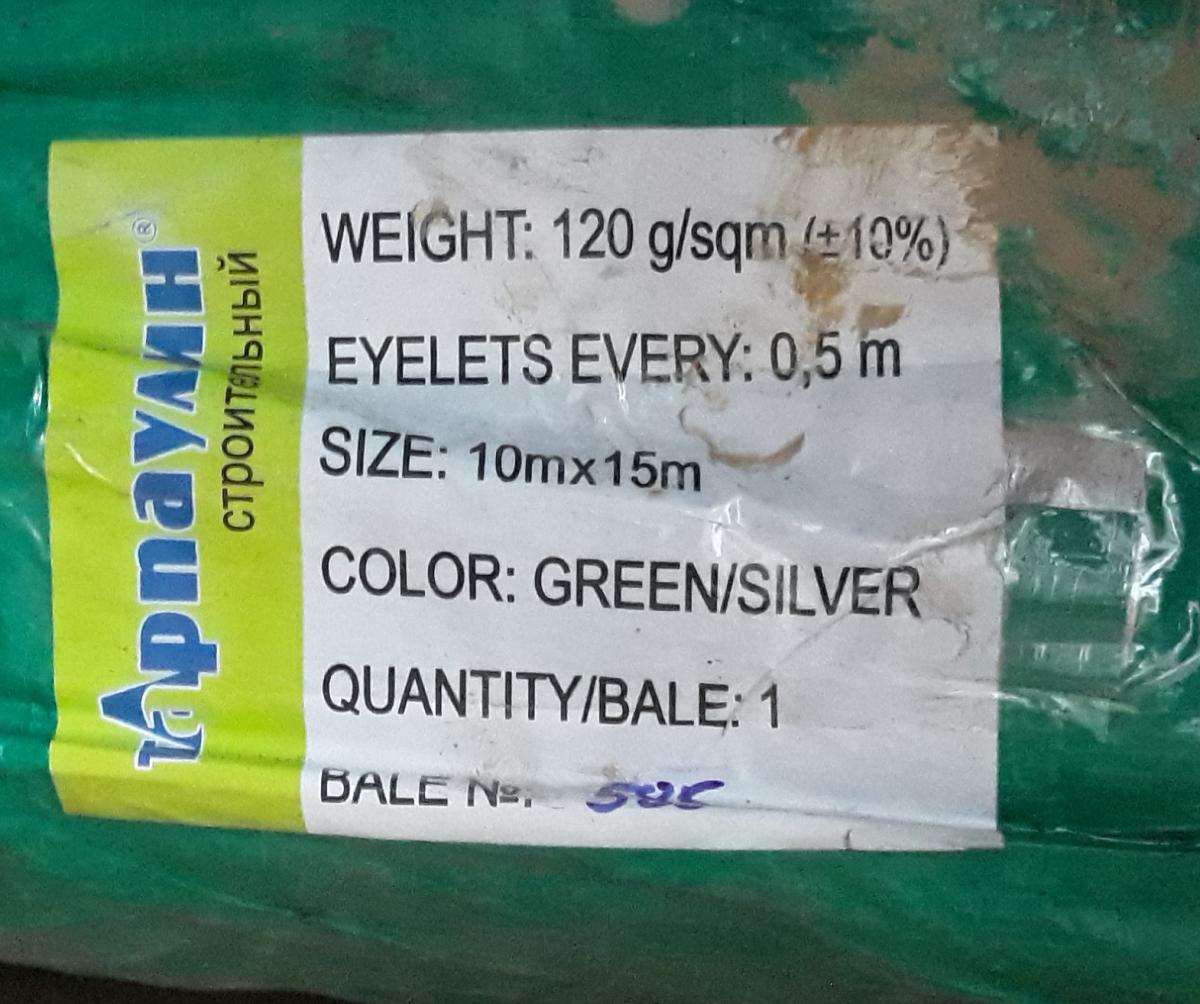 Тарпаулин®
строительный
WEIGHT: 120 g/sqm (±10%)
EYELETS EVERY: 0,5 m
SIZE: 10mx15m
COLOR: GREEN/SILVER
QUANTITY/BALE: 1
BALE №: